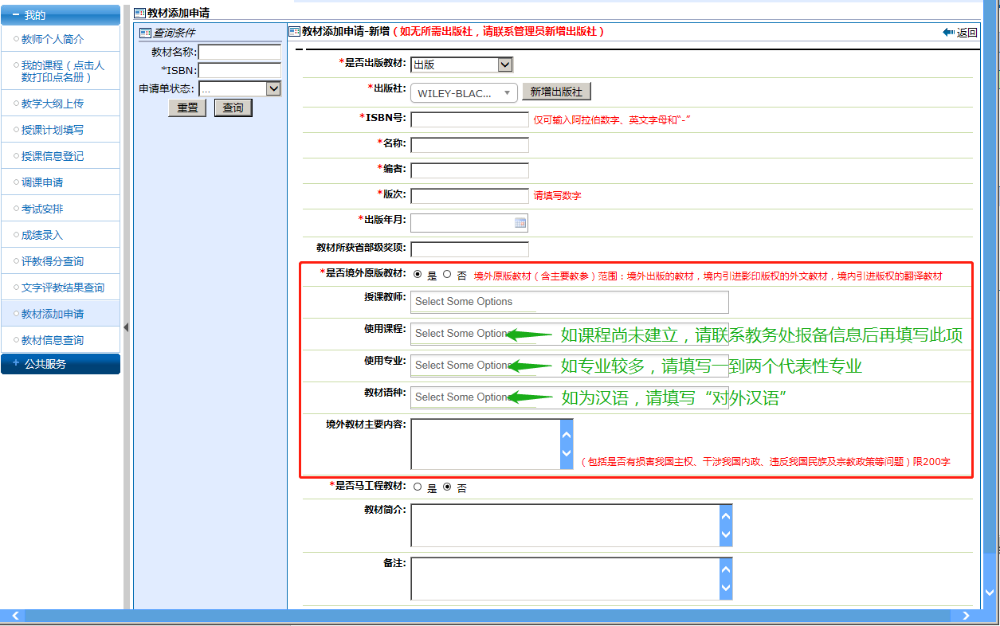 我的
教师个人简介
我的课程（点击人
数打印点名册）
教学大纲上传
授课计划填写
授课信息登记
调课申请
考试安排
成绩录入
评教得分查询
文字评教结果查询
教材添加申请
教材信息查询
公共服务
教材添加申请
查询条件
教材名称:
*ISBN:
申请单状态: ...
重置 查询
教材添加申请-新增（如无所需出版社，请联系管理员新增出版社） 返回
*是否出版教材: 出版
*出版社: WILEY-BLAC... 新增出版社
*ISBN号: 仅可输入阿拉伯数字、英文字母和“-”
*名称:
*编者:
*版次: 请填写数字
*出版年月:
教材所获省部级奖项:
*是否境外原版教材: 是 否 境外原版教材（含主要教参）范围：境外出版的教材，境内引进影印版权的外文教材，境内引进版权的翻译教材
授课教师: Select Some Options
使用课程: Select Some Options 如课程尚未建立，请联系教务处报备信息后再填写此项
使用专业: Select Some Options 如专业较多，请填写一到两个代表性专业
教材语种: Select Some Options 如为汉语，请填写“对外汉语”
境外教材主要内容: （包括是否有损害我国主权、干涉我国内政、违反我国民族及宗教政策等问题）限200字
*是否马工程教材: 是 否
教材简介:
备注: